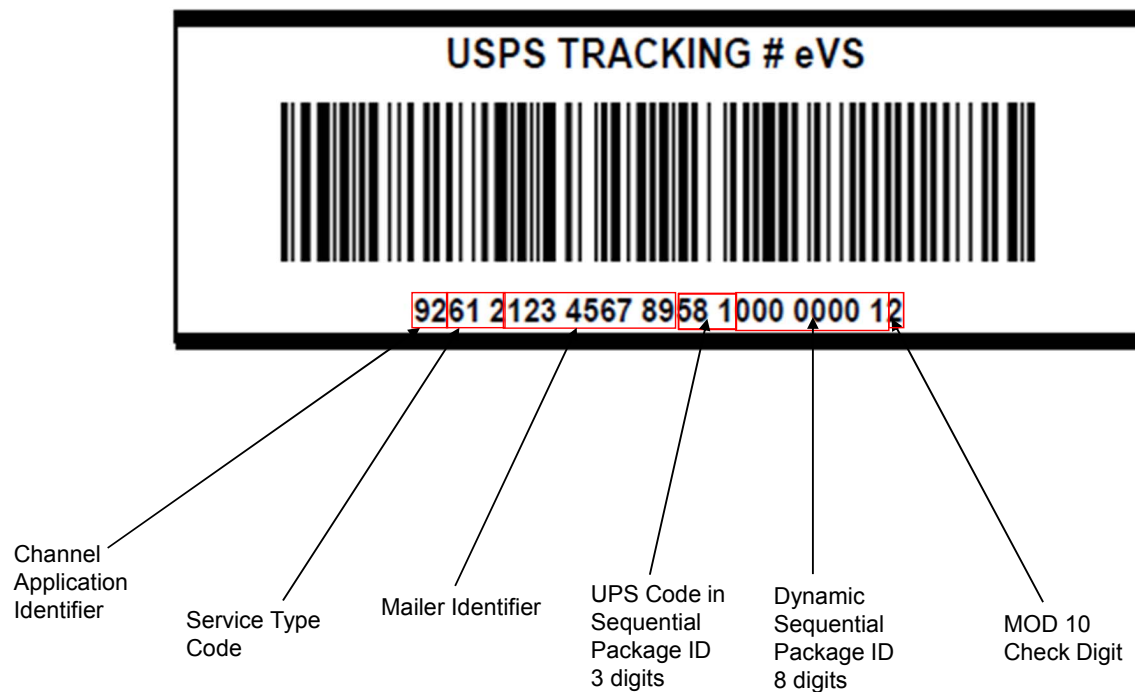 USPS TRACKING # eVS
9261 2123 4567 8958 1000 0000 12
Channel
Application
Identifier
Service Type
Code
Mailer Identifier
UPS Code in
Sequential
Package ID
3 digits
Dynamic
Sequential
Package ID
8 digits
MOD 10
Check Digit